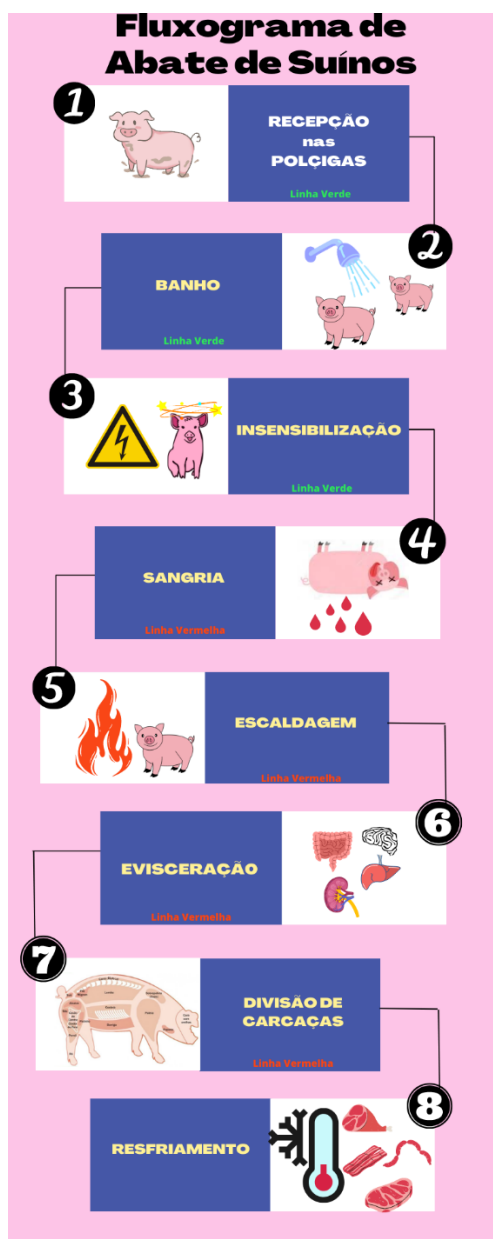 Fluxograma de
Abate de Suínos
1
RECEPÇÃO
nas
POLÇIGAS
Linha Verde
2
BANHO
Linha Verde
3
INSENSIBILIZAÇÃO
Linha Verde
4
SANGRIA
Linha Vermelha
5
ESCALDAGEM
Linha Vermelha
6
EVISCERAÇÃO
Linha Vermelha
7
DIVISÃO DE
CARCAÇAS
Linha Vermelha
8
RESFRIAMENTO